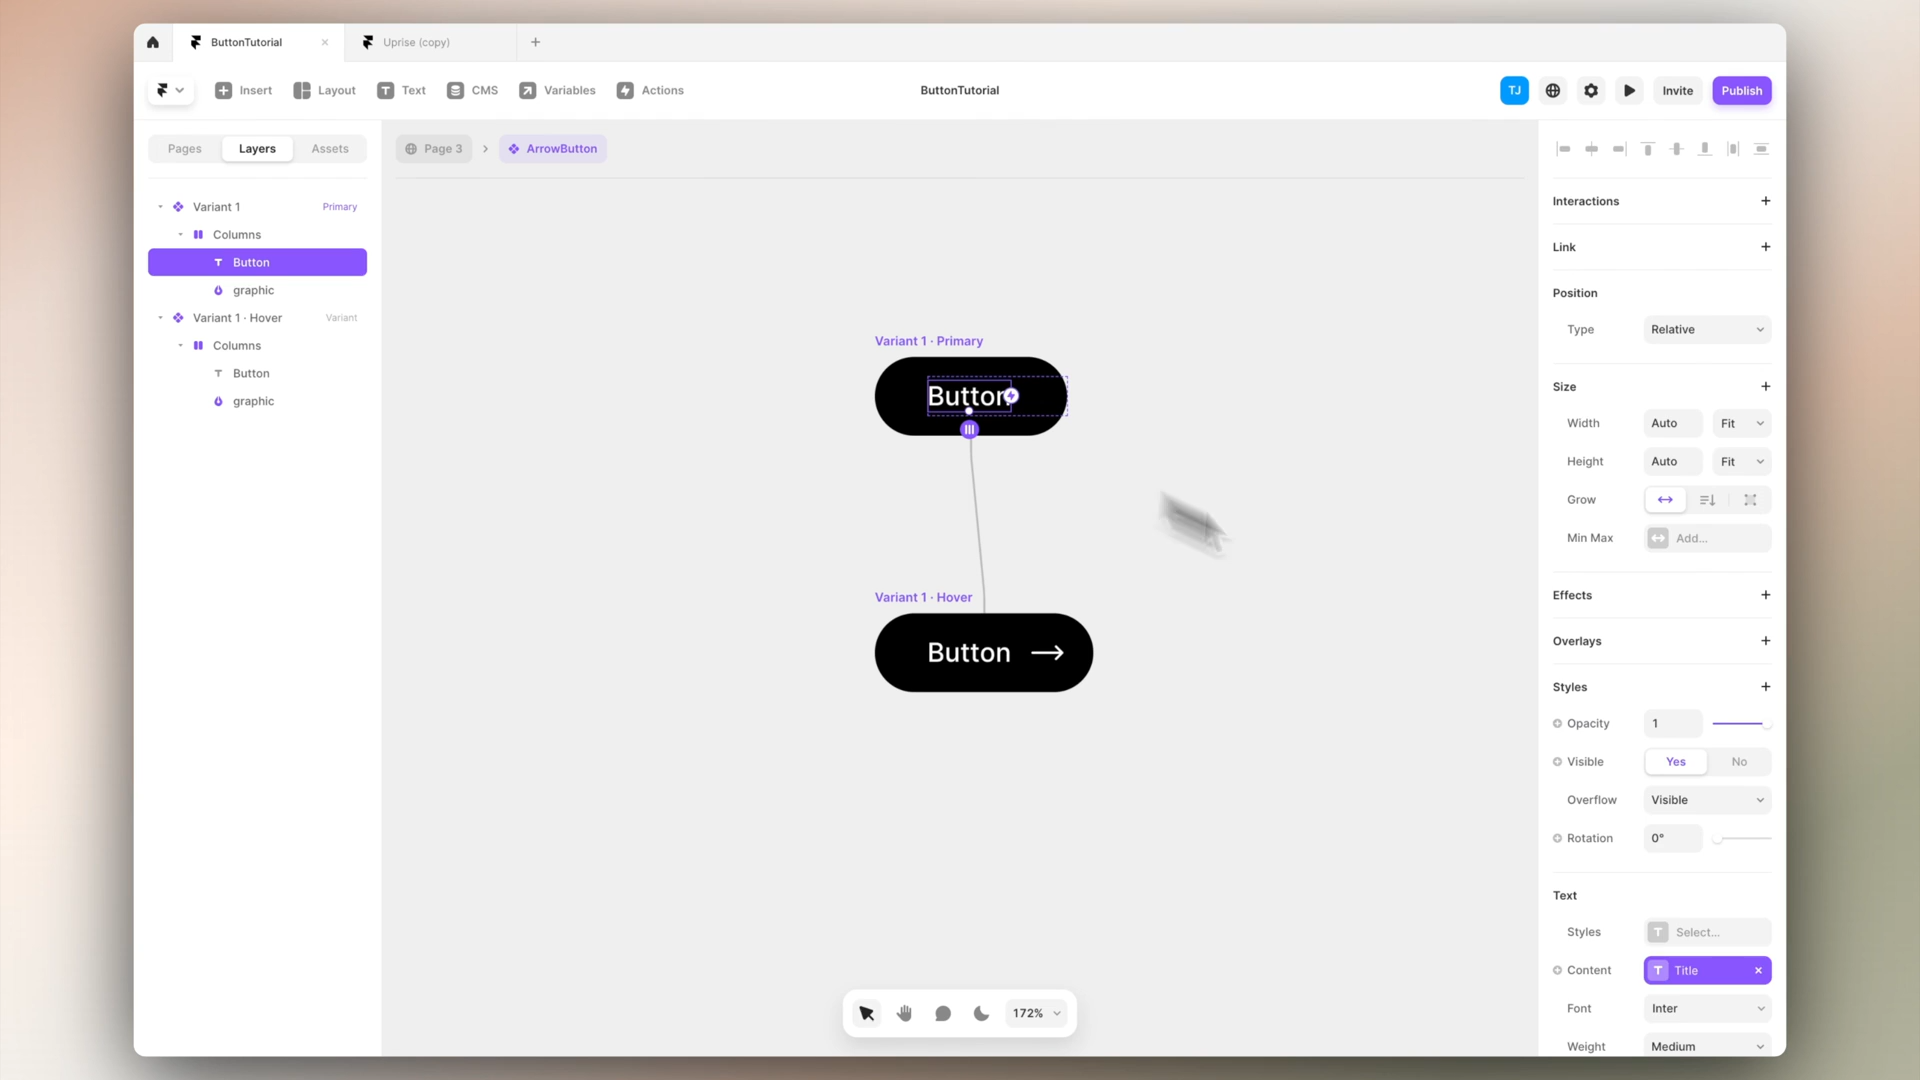 ButtonTutorial
Uprise (copy)
Insert
Layout
Text
CMS
Variables
Actions
ButtonTutorial
TJ
Invite
Publish
Pages
Layers
Assets
Page 3
ArrowButton
Variant 1
Primary
Columns
Button
graphic
Variant 1 · Hover
Variant
Columns
Button
graphic
Variant 1 · Primary
Button
Variant 1 · Hover
Button
172%
Interactions
Link
Position
Type
Relative
Size
Width
Auto
Fit
Height
Auto
Fit
Grow
Min Max
Add...
Effects
Overlays
Styles
Opacity
1
Visible
Yes
No
Overflow
Visible
Rotation
0°
Text
Styles
Select...
Content
Title
Font
Inter
Weight
Medium